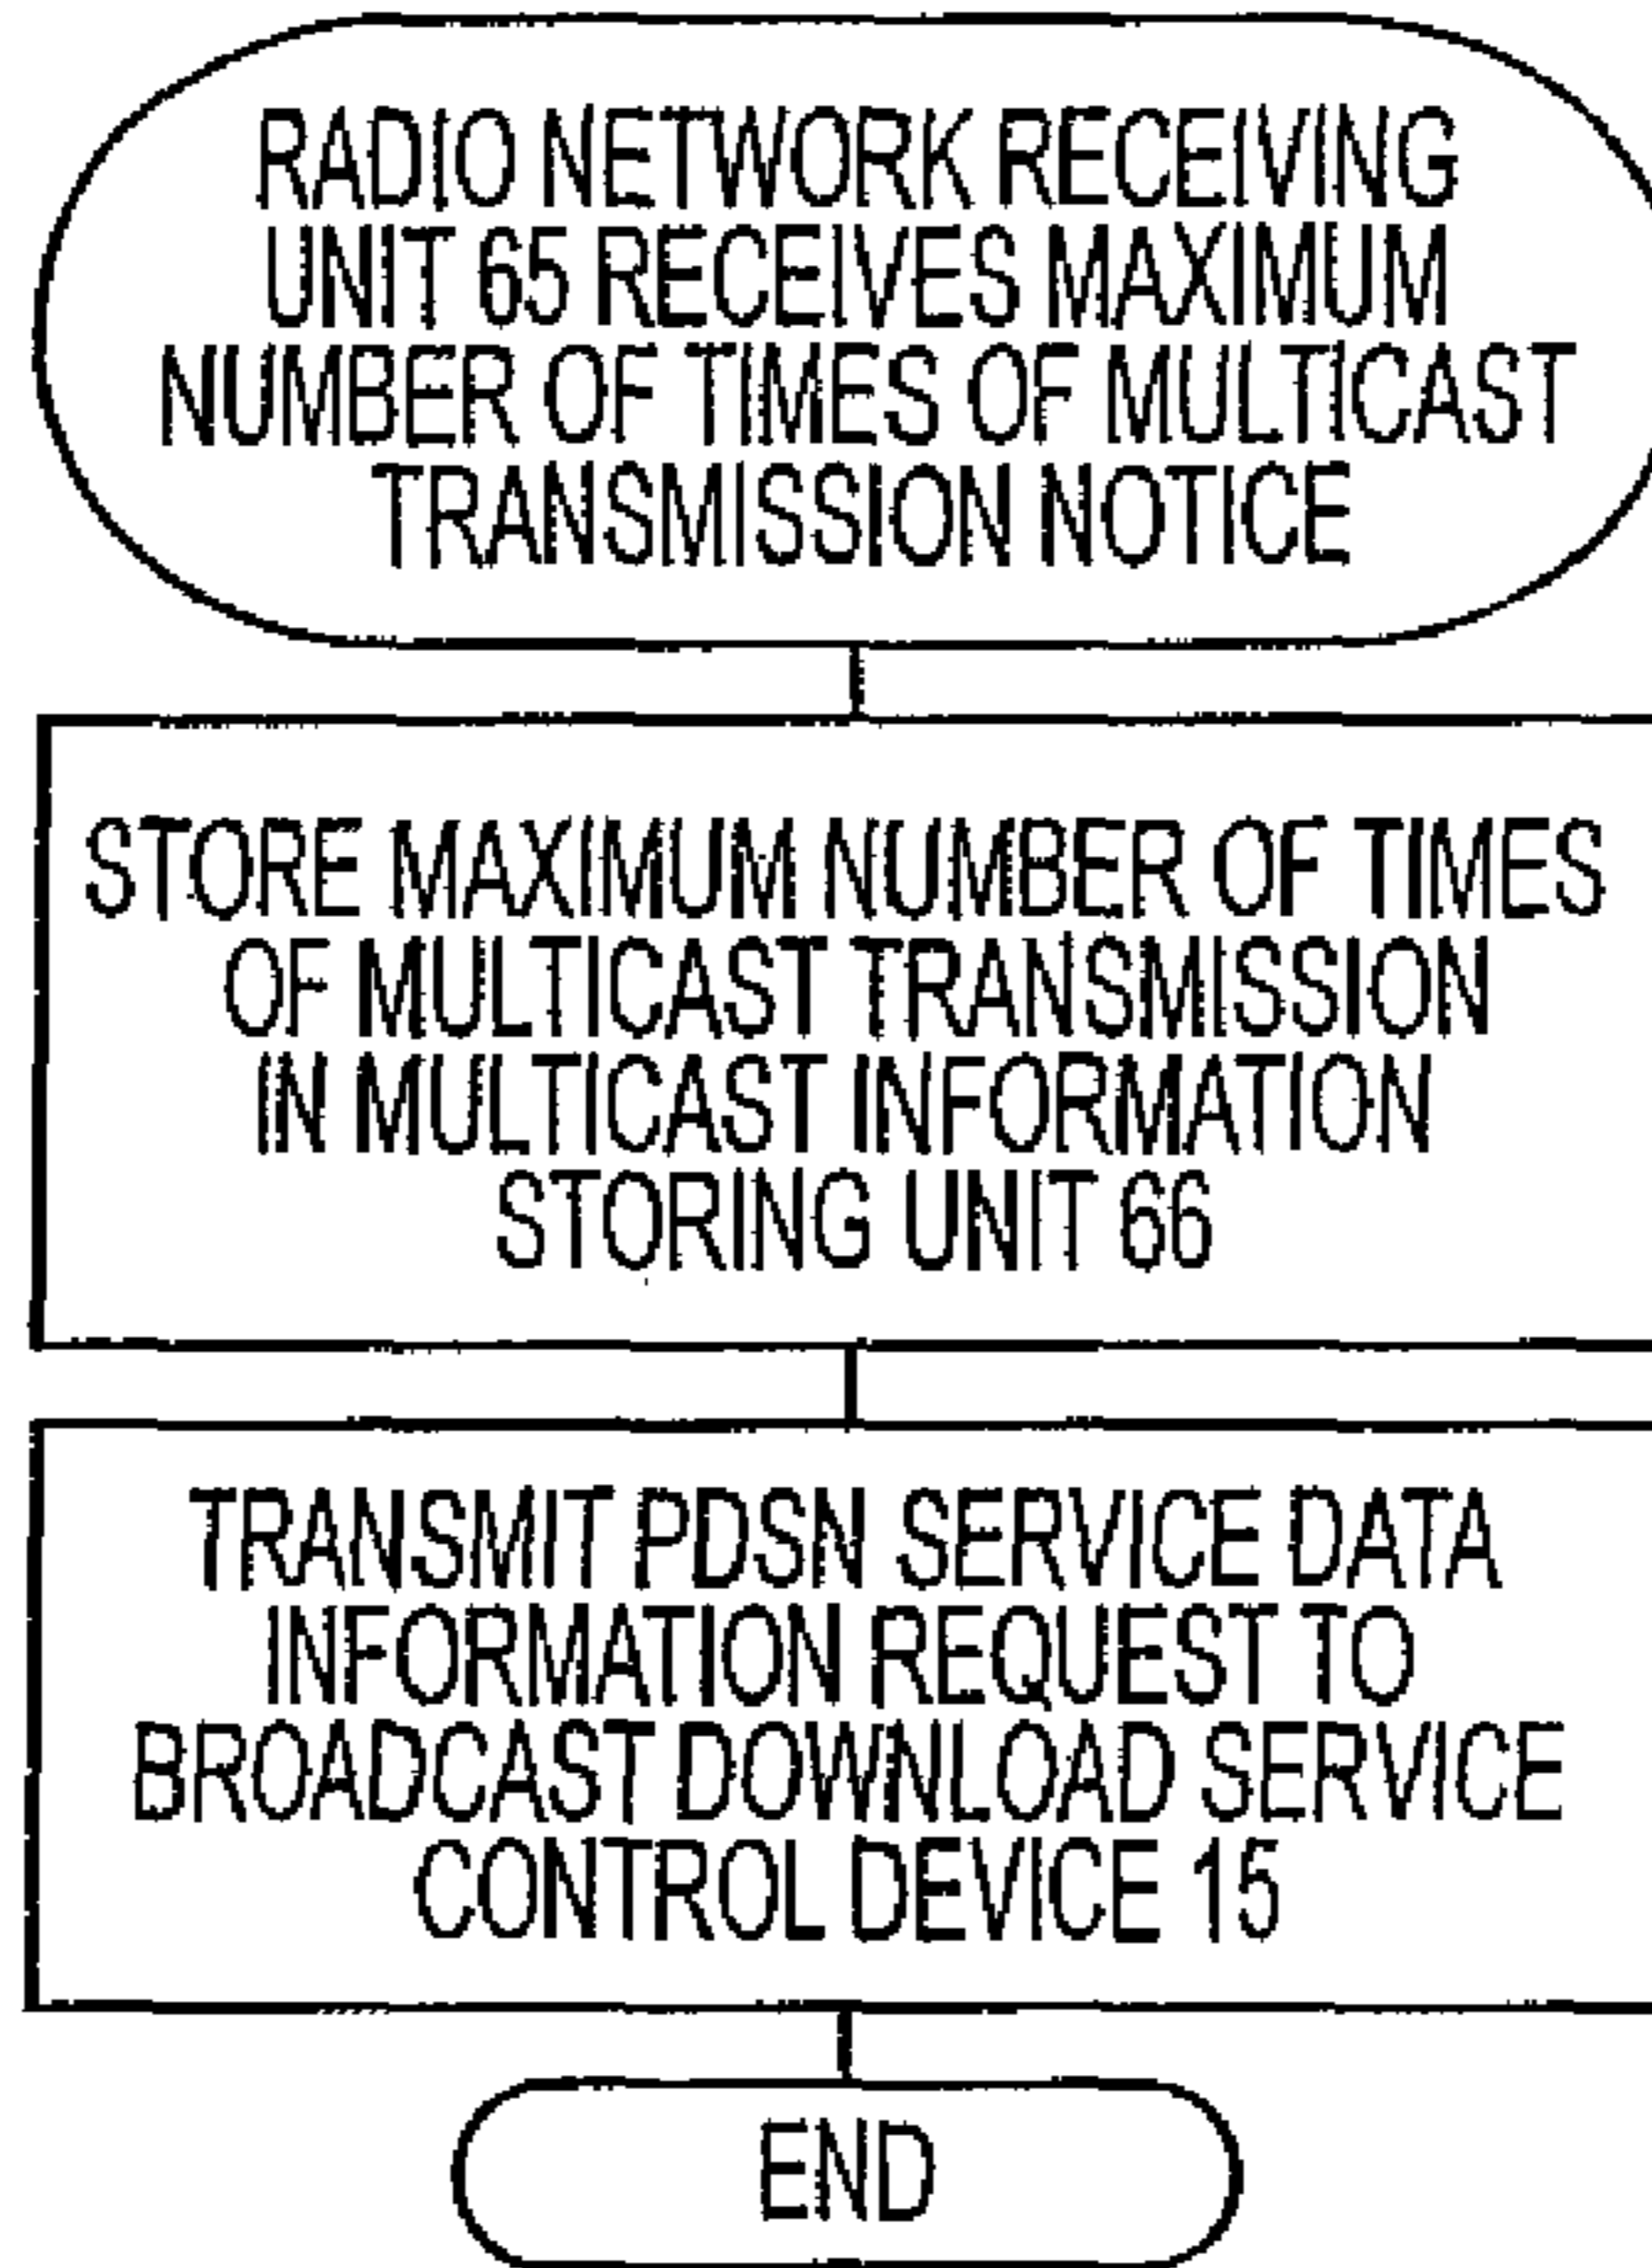 RADIO NETWORK RECEIVING
UNIT 65 RECEIVES MAXIMUM
NUMBER OF TIMES OF MULTICAST
TRANSMISSION NOTICE
STORE MAXIMUM NUMBER OF TIMES
OF MULTICAST TRANSMISSION
IN MULTICAST INFORMATION
STORING UNIT 66
TRANSMIT PDSN SERVICE DATA
INFORMATION REQUEST TO
BROADCAST DOWNLOAD SERVICE
CONTROL DEVICE 15
END